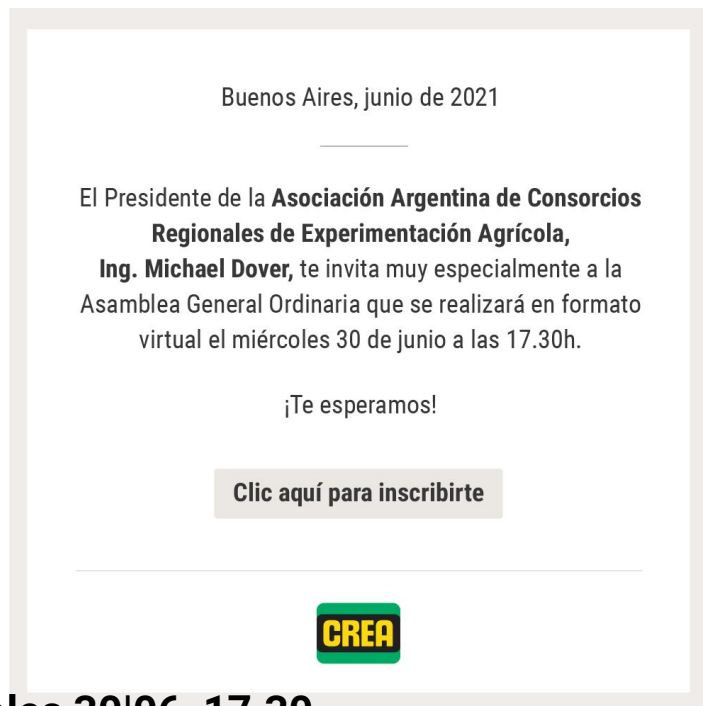 Buenos Aires, junio de 2021
El Presidente de la Asociación Argentina de Consorcios
Regionales de Experimentación Agrícola,
Ing. Michael Dover, te invita muy especialmente a la
Asamblea General Ordinaria que se realizará en formato
virtual el miércoles 30 de junio a las 17.30h.
¡Te esperamos!
Clic aquí para inscribirte
CREA